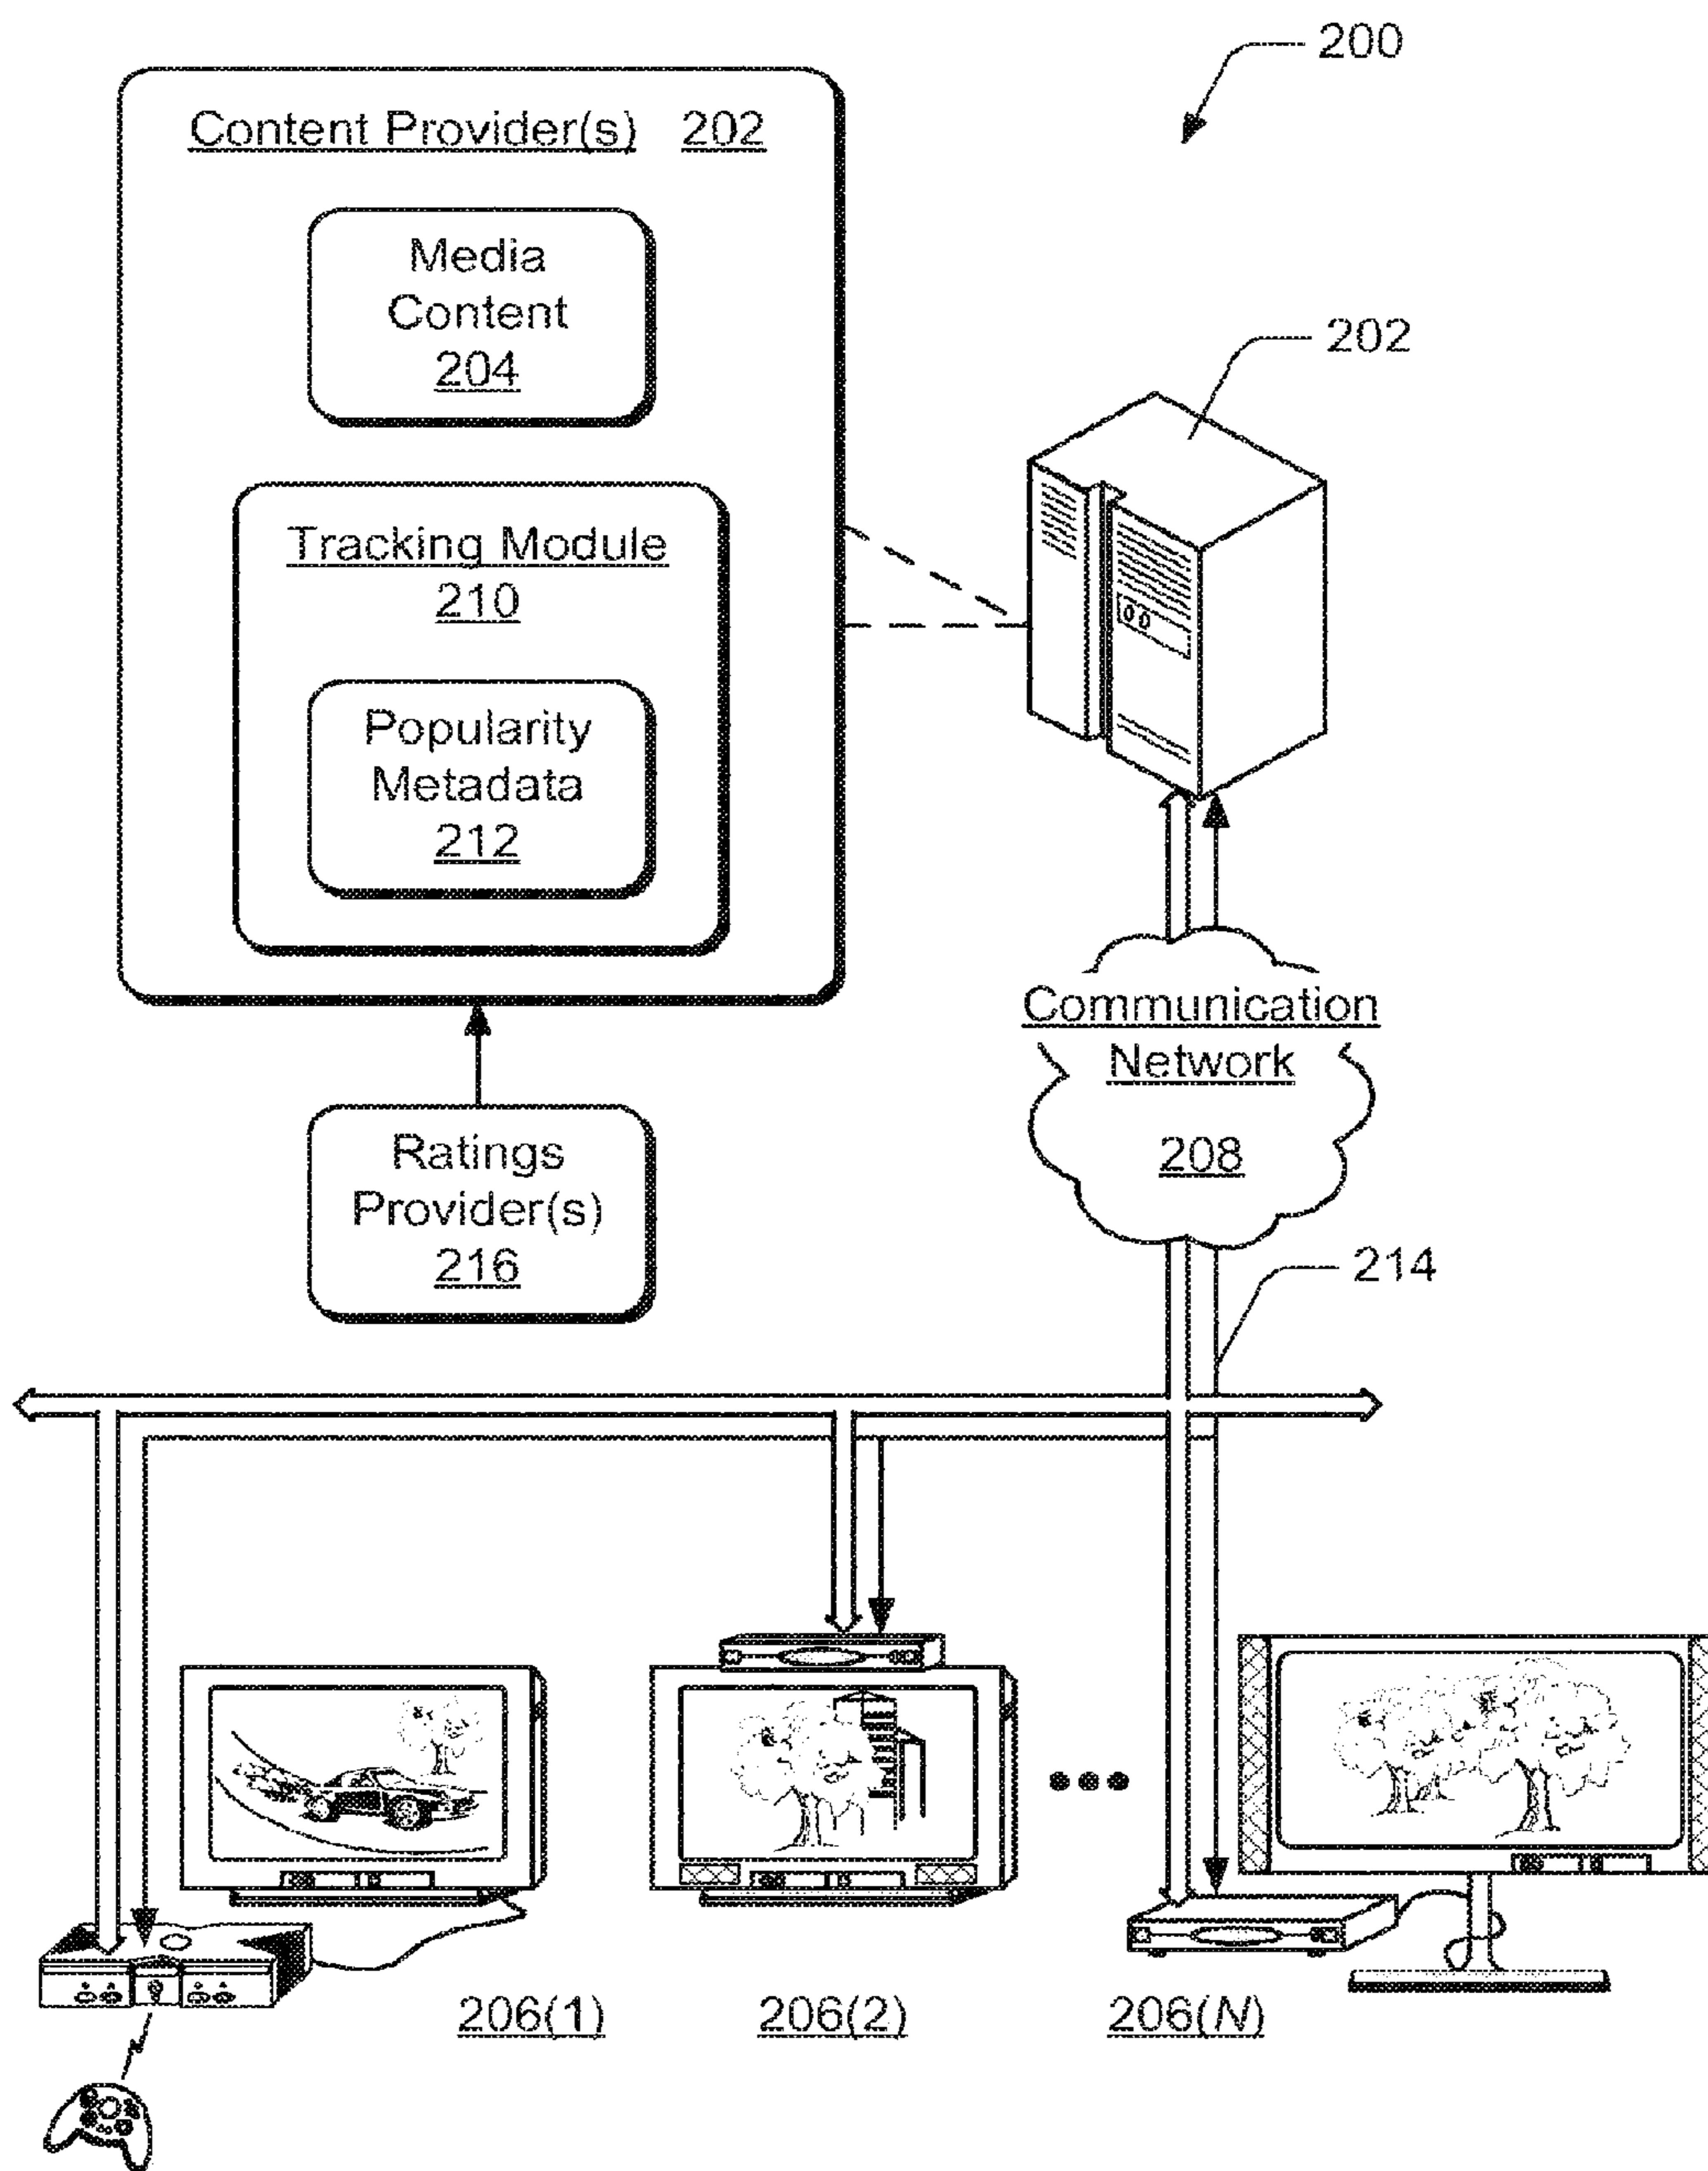 200
Content Provider(s) 202
Media
Content
204
202
Tracking Module
210
Popularity
Metadata
212
Communication
Network
208
Ratings
Provider(s)
216
214
206(1)
206(2)
206(N)